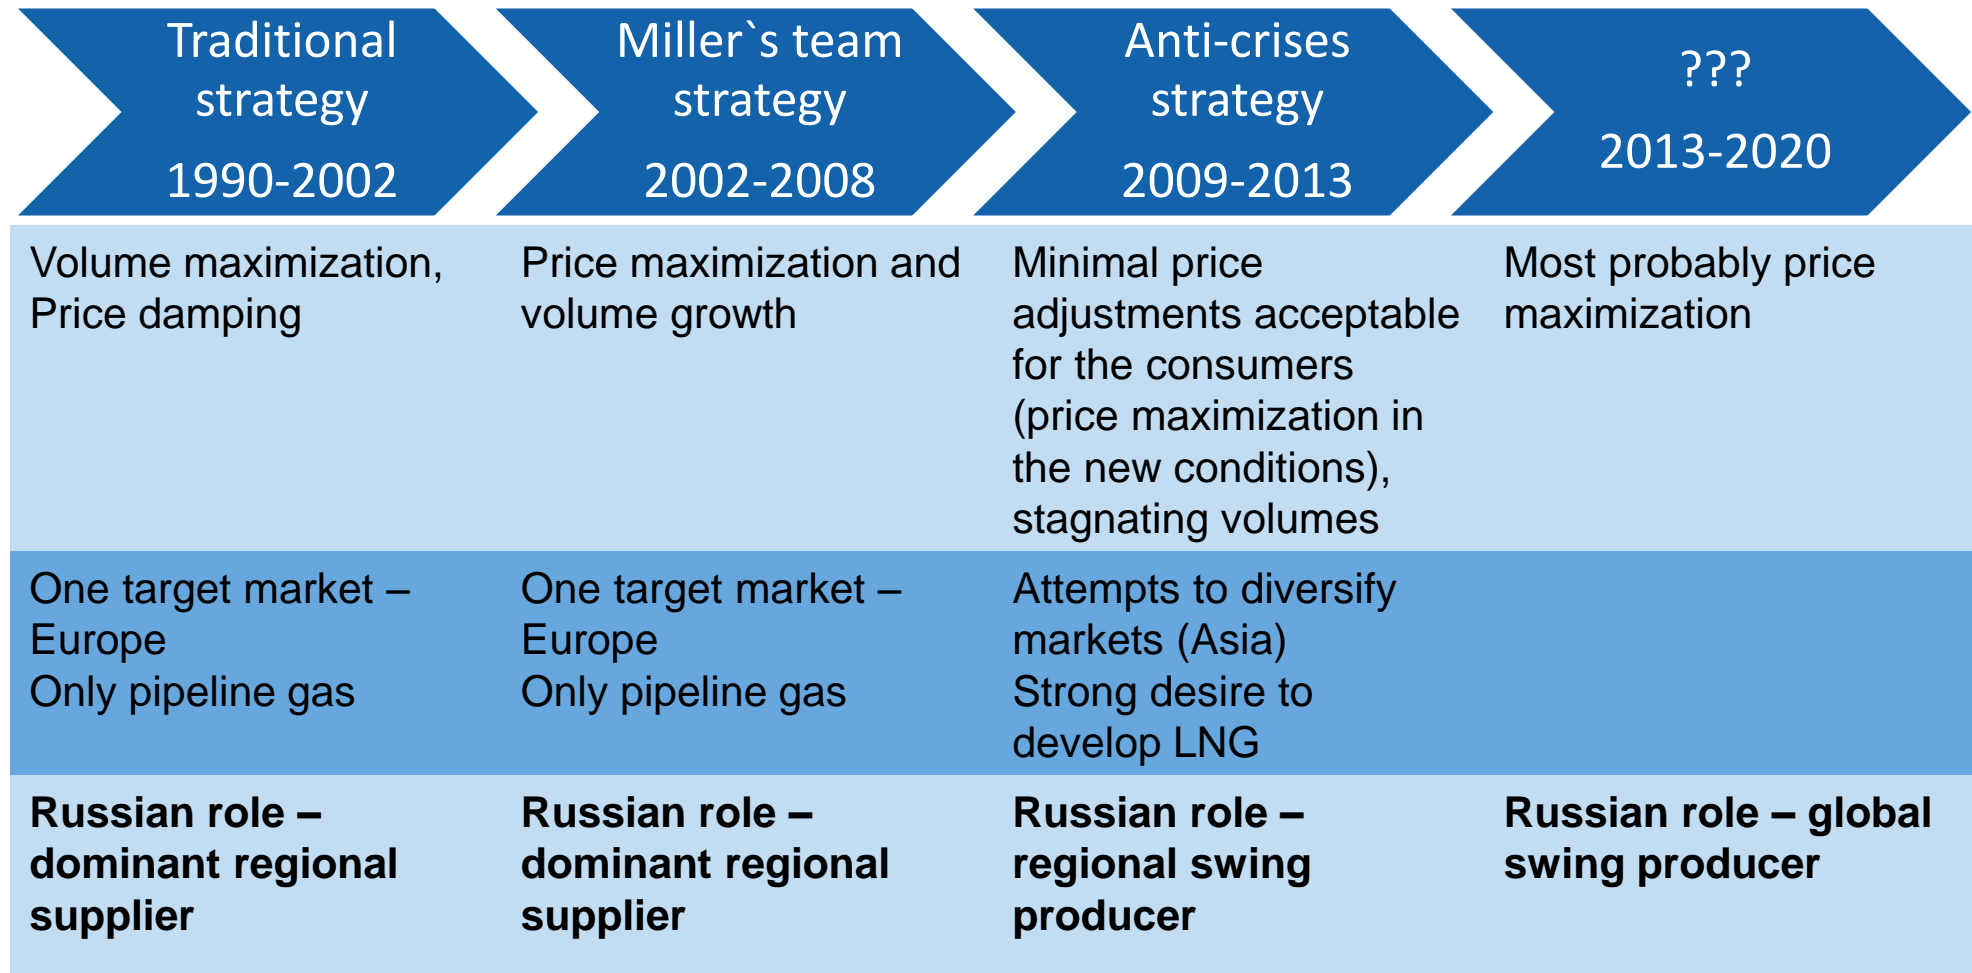 Traditional
strategy
1990-2002
Miller`s team
strategy
2002-2008
Anti-crises
strategy
2009-2013
???
2013-2020
Volume maximization,
Price damping
Price maximization and
volume growth
Minimal price
adjustments acceptable
for the consumers
(price maximization in
the new conditions),
stagnating volumes
Most probably price
maximization
One target market –
Europe
Only pipeline gas
One target market –
Europe
Only pipeline gas
Attempts to diversify
markets (Asia)
Strong desire to
develop LNG
Russian role –
dominant regional
supplier
Russian role –
dominant regional
supplier
Russian role –
regional swing
producer
Russian role – global
swing producer